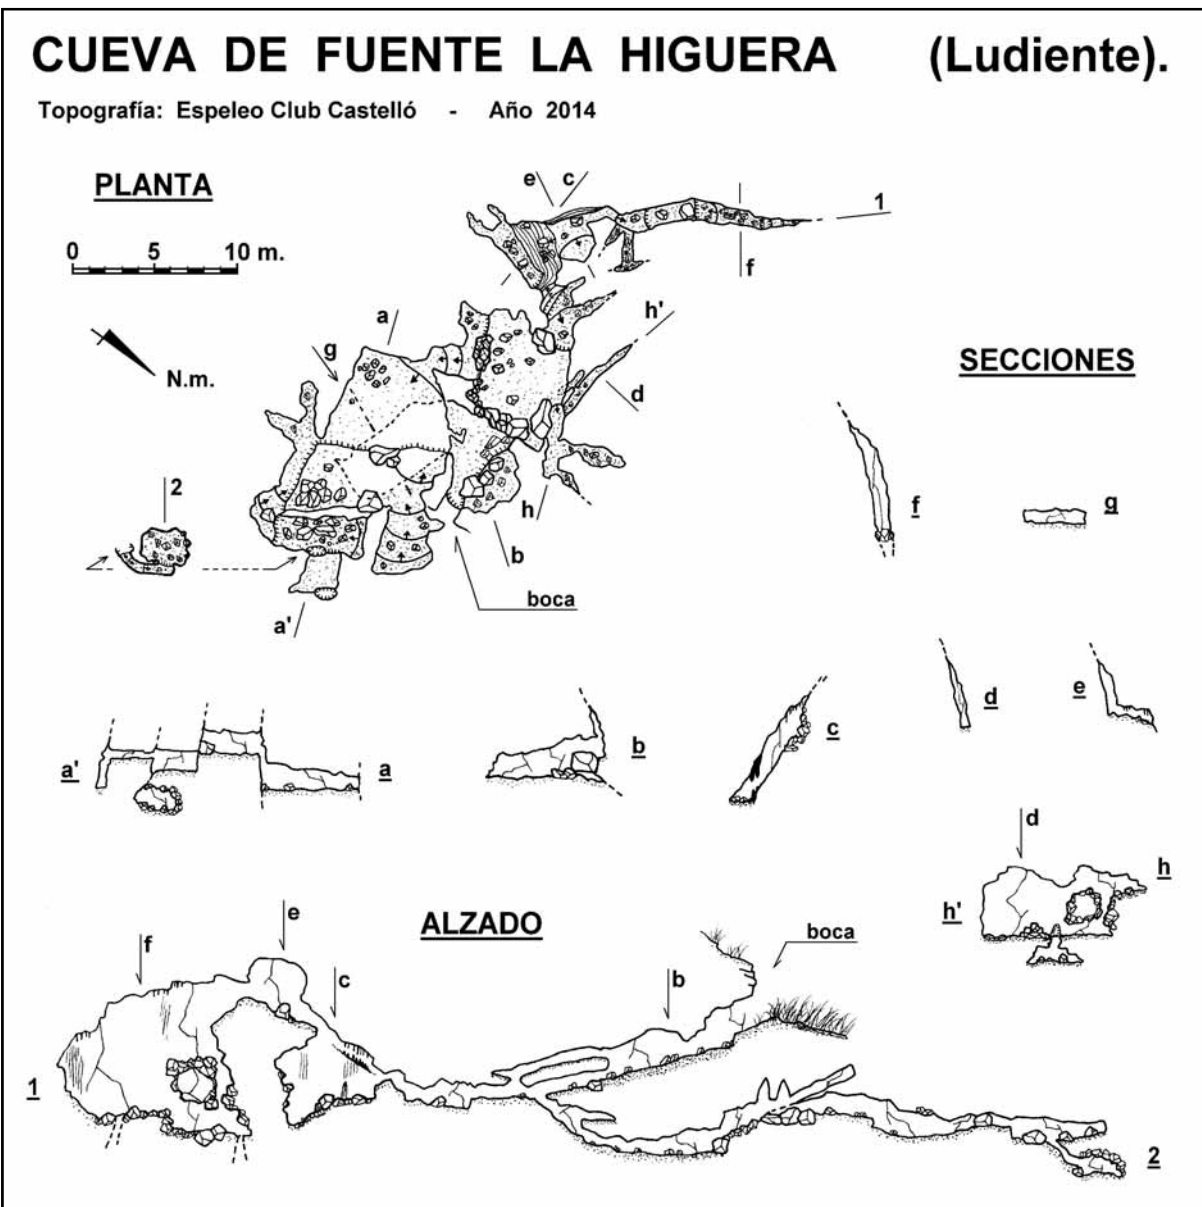 CUEVA DE FUENTE LA HIGUERA (Ludiente).
Topografía: Espeleo Club Castelló - Año 2014
PLANTA
0 5 10 m.
N.m.
e c
1
f
a
h'
g
d
2
h
b
boca
a'
SECCIONES
f
g
d
e
a'
a
b
c
d
h
h'
ALZADO
f
e
c
b
boca
1
2